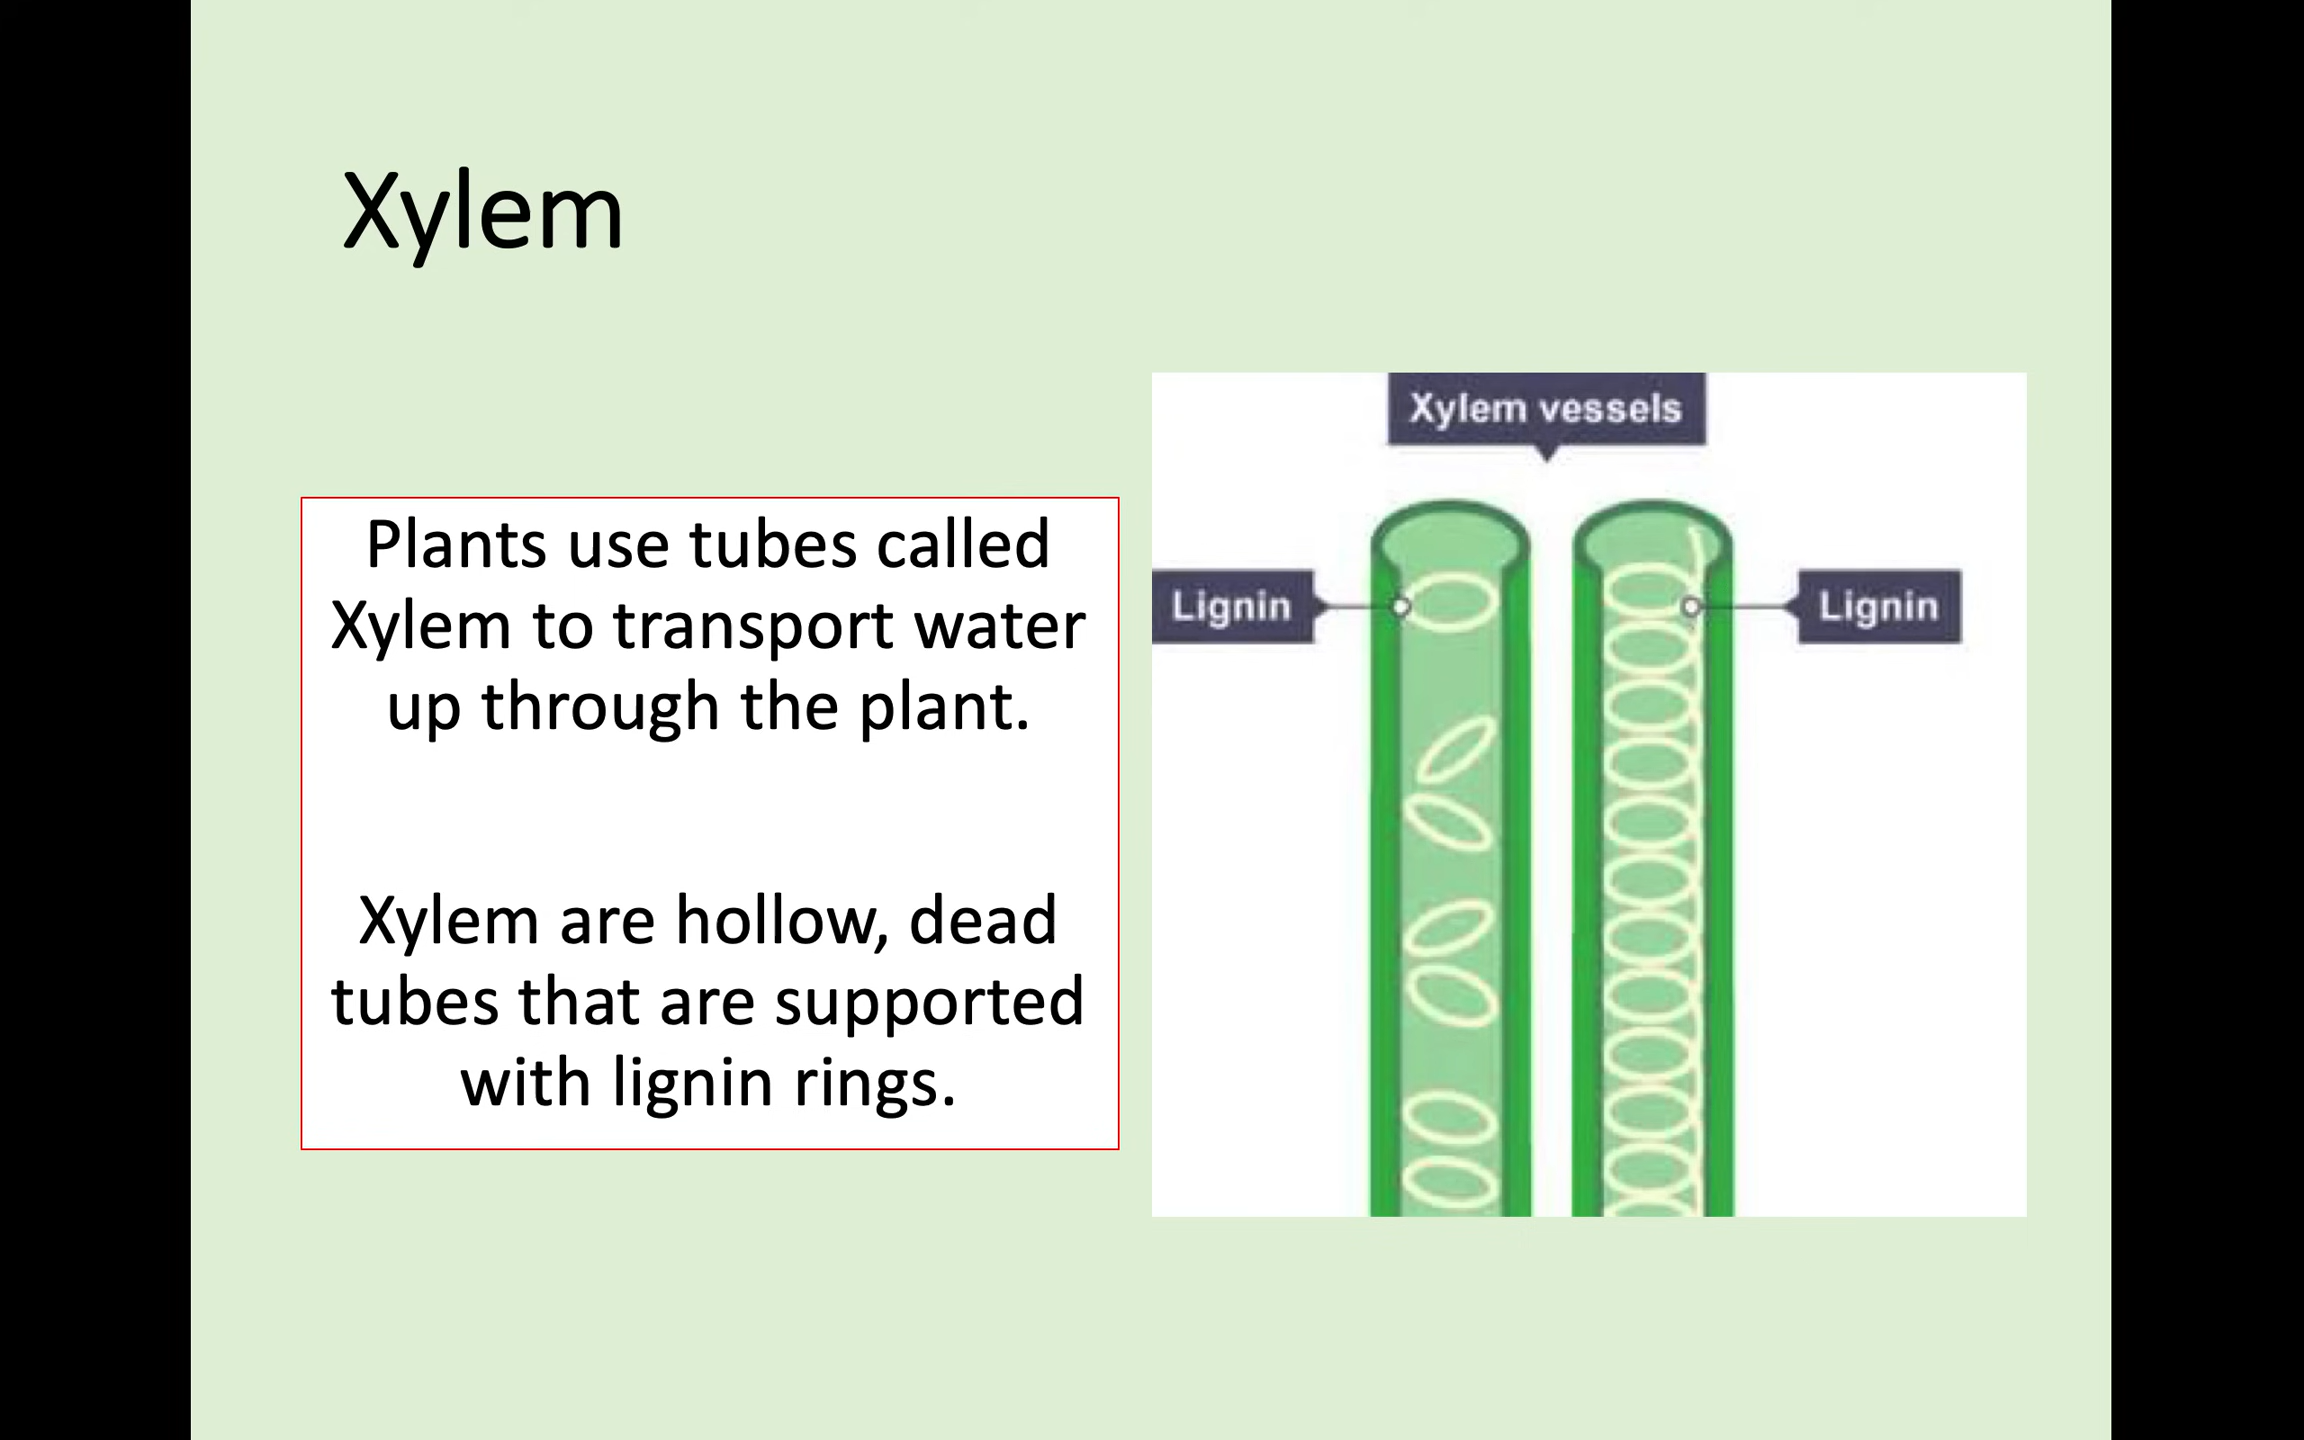 Xylem
Plants use tubes called
Xylem to transport water
up through the plant.
Xylem are hollow, dead
tubes that are supported
with lignin rings.
Xylem vessels
Lignin
Lignin